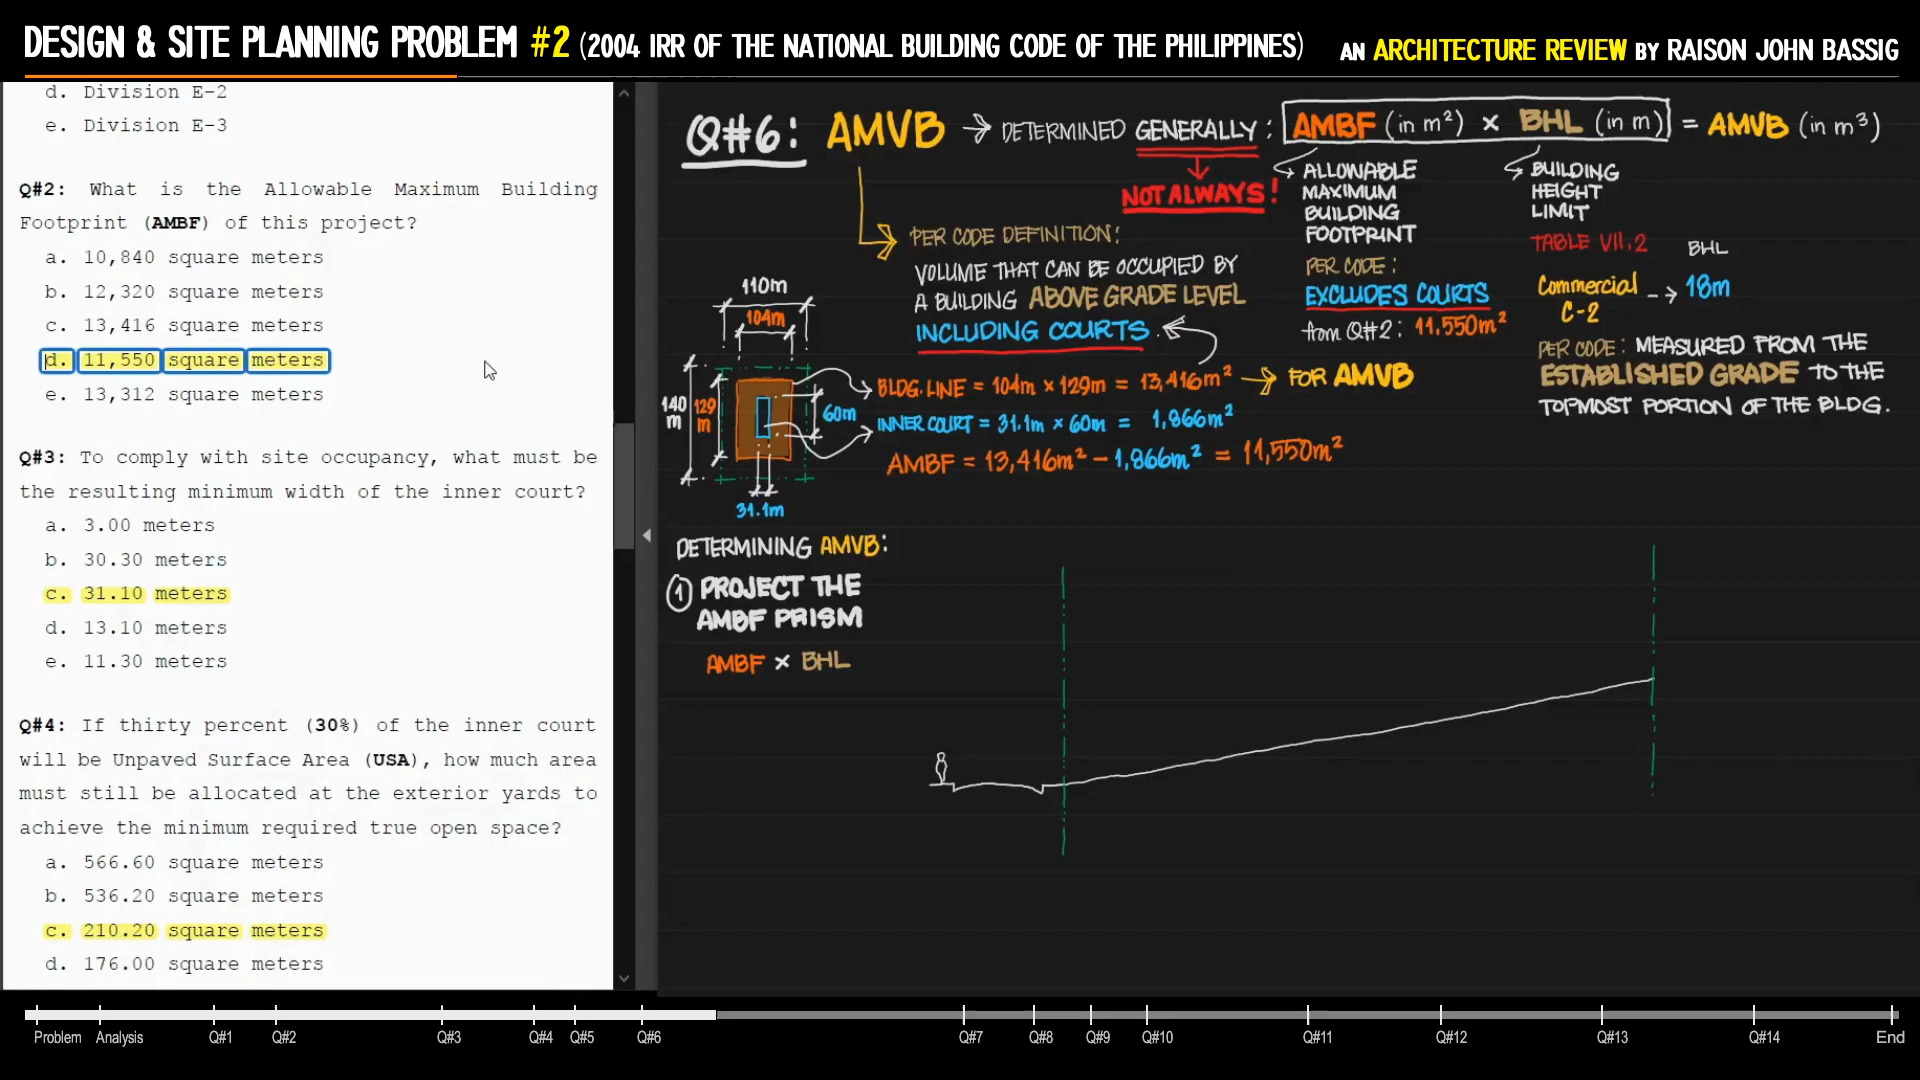 DESIGN & SITE PLANNING PROBLEM #2 (2004 IRR OF THE NATIONAL BUILDING CODE OF THE PHILIPPINES)
AN ARCHITECTURE REVIEW BY RAISON JOHN BASSIG
d. Division E-2
e. Division E-3
Q#2: What is the Allowable Maximum Building
Footprint (AMBF) of this project?
a. 10,840 square meters
b. 12,320 square meters
c. 13,416 square meters
d. 11,550 square meters
e. 13,312 square meters
Q#3: To comply with site occupancy, what must be
the resulting minimum width of the inner court?
a. 3.00 meters
b. 30.30 meters
c. 31.10 meters
d. 13.10 meters
e. 11.30 meters
Q#4: If thirty percent (30%) of the inner court
will be Unpaved Surface Area (USA), how much area
must still be allocated at the exterior yards to
achieve the minimum required true open space?
a. 566.60 square meters
b. 536.20 square meters
c. 210.20 square meters
d. 176.00 square meters
Q#6: AMVB → DETERMINED GENERALLY: AMBF (in m²) × BHL (in m) = AMVB (in m³)
NOT ALWAYS!
ALLOWABLE
MAXIMUM
BUILDING
FOOTPRINT
PER CODE:
EXCLUDES COURTS
from Q#2: 11,550m²
BUILDING
HEIGHT
LIMIT
TABLE VII.2
BHL
Commercial
C-2 → 18m
PER CODE: MEASURED FROM THE
ESTABLISHED GRADE TO THE
TOPMOST PORTION OF THE BLDG.
PER CODE DEFINITION:
VOLUME THAT CAN BE OCCUPIED BY
A BUILDING ABOVE GRADE LEVEL
INCLUDING COURTS.
110m
104m
140
m
129
m
60m
31.1m
BLDG. LINE = 104m × 129m = 13,416m² → FOR AMVB
INNER COURT = 31.1m × 60m = 1,866m²
AMBF = 13,416m² - 1,866m² = 11,550m²
DETERMINING AMVB:
1 PROJECT THE
AMBF PRISM
AMBF × BHL
Problem
Analysis
Q#1
Q#2
Q#3
Q#4
Q#5
Q#6
Q#7
Q#8
Q#9
Q#10
Q#11
Q#12
Q#13
Q#14
End